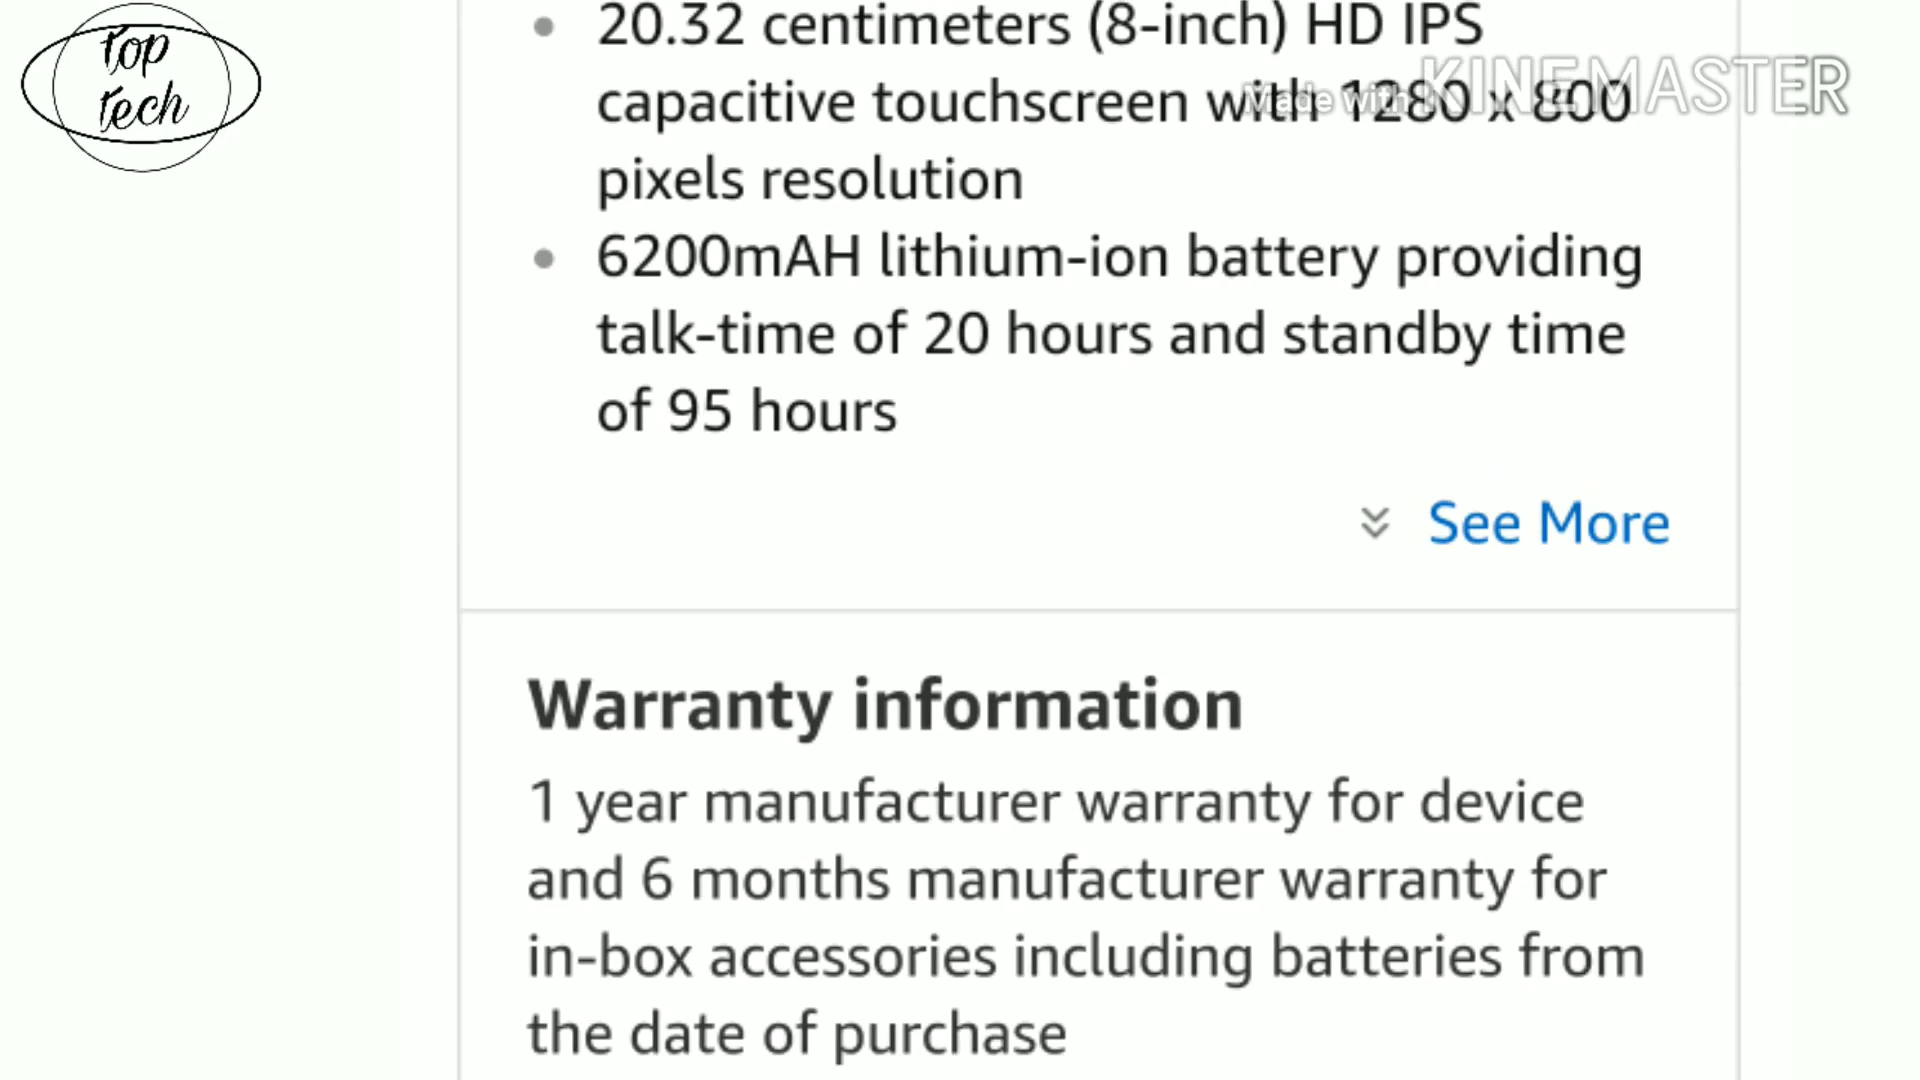 Top
Tech
20.32 centimeters (8-inch) HD IPS
Made with KINEMASTER
capacitive touchscreen with 1280 x 800
pixels resolution
6200mAH lithium-ion battery providing
talk-time of 20 hours and standby time
of 95 hours
See More
Warranty information
1 year manufacturer warranty for device
and 6 months manufacturer warranty for
in-box accessories including batteries from
the date of purchase